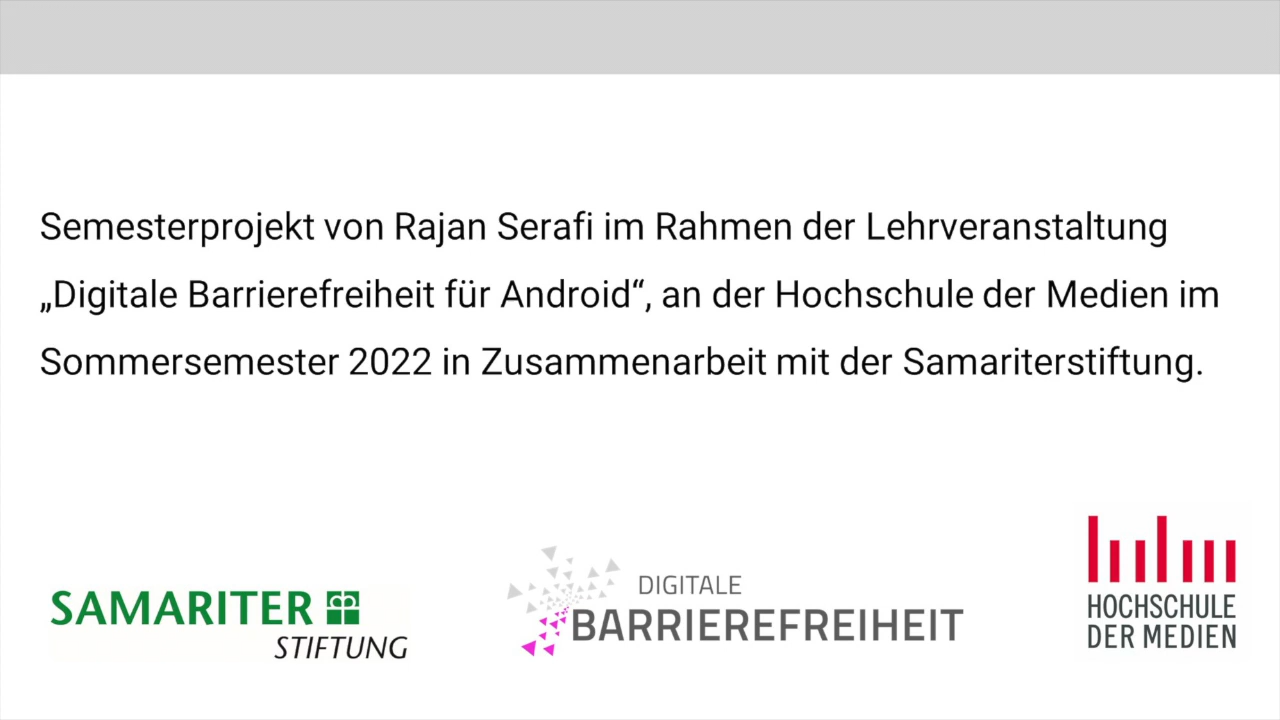 Semesterprojekt von Rajan Serafi im Rahmen der Lehrveranstaltung
„Digitale Barrierefreiheit für Android“, an der Hochschule der Medien im
Sommersemester 2022 in Zusammenarbeit mit der Samariterstiftung.
SAMARITER
STIFTUNG
DIGITALE
BARRIEREFREIHEIT
HOCHSCHULE
DER MEDIEN